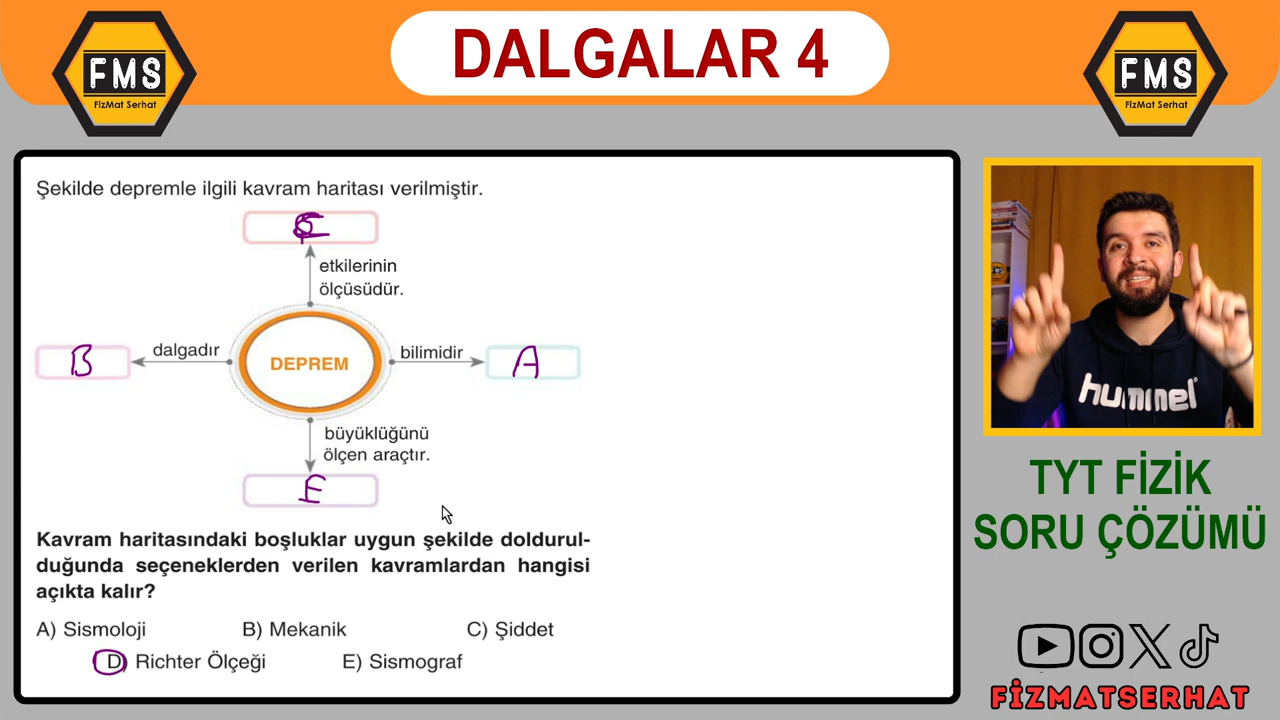 DALGALAR 4
FMS
FizMat Serhat
FMS
FizMat Serhat
Şekilde depremle ilgili kavram haritası verilmiştir.
etkilerinin
ölçüsüdür.
B
dalgadır
DEPREM
bilimidir
A
büyüklüğünü
ölçen araçtır.
E
Kavram haritasındaki boşluklar uygun şekilde doldurul-
duğunda seçeneklerden verilen kavramlardan hangisi
açıkta kalır?
A) Sismoloji B) Mekanik C) Şiddet
D) Richter Ölçeği E) Sismograf
hummel
TYT FİZİK
SORU ÇÖZÜMÜ
FİZMATSERHAT